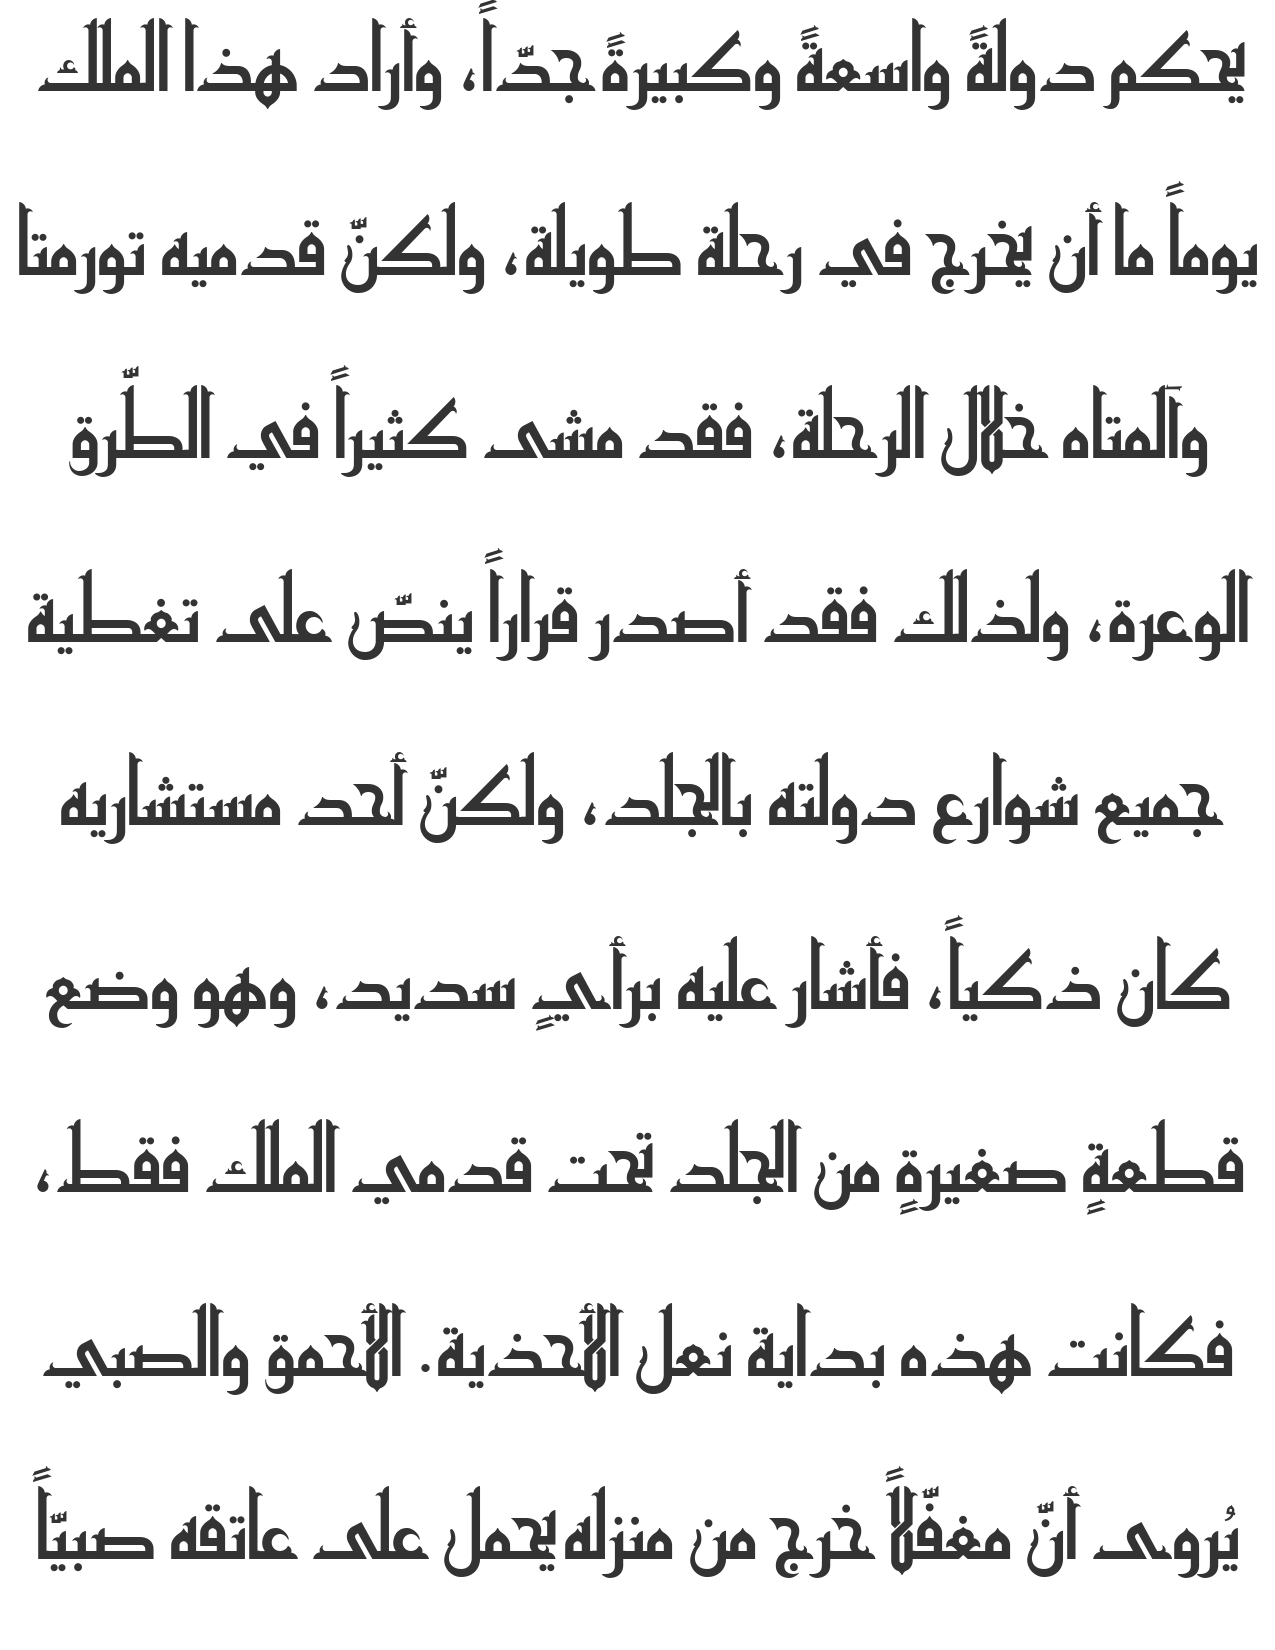 يحكم دولةً واسعةً وكبيرةً جدّاً، وأراد هذا الملك
يوماً ما أن يخرج في رحلة طويلة، ولكنّ قدميه تورمتا
وآلمتاه خلال الرحلة، فقد مشى كثيراً في الطّرق
الوعرة، ولذلك فقد أصدر قراراً ينصّ على تغطية
جميع شوارع دولته بالجلد، ولكنّ أحد مستشاريه
كان ذكياً، فأشار عليه برأيٍ سديد، وهو وضع
قطعةٍ صغيرةٍ من الجلد تحت قدمي الملك فقط،
فكانت هذه بداية نعل الأحذية. الأحمق والصبي
يُروى أنّ مغفّلاً خرج من منزله يحمل على عاتقه صبيّاً